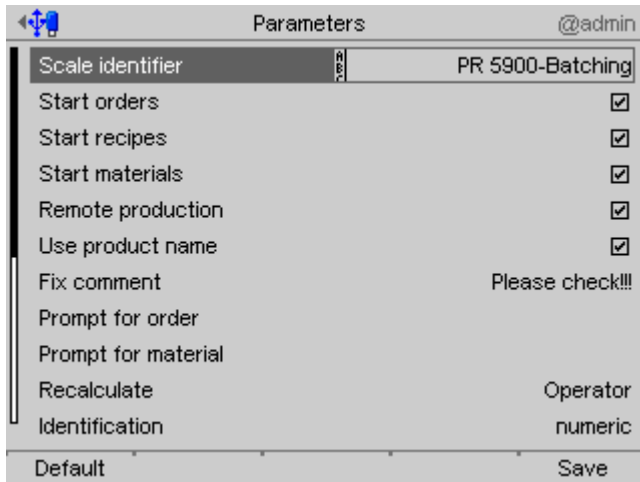 Parameters @admin
Scale identifier ABC PR 5900-Batching
Start orders
Start recipes
Start materials
Remote production
Use product name
Fix comment Please check!!!
Prompt for order
Prompt for material
Recalculate Operator
Identification numeric
Default Save